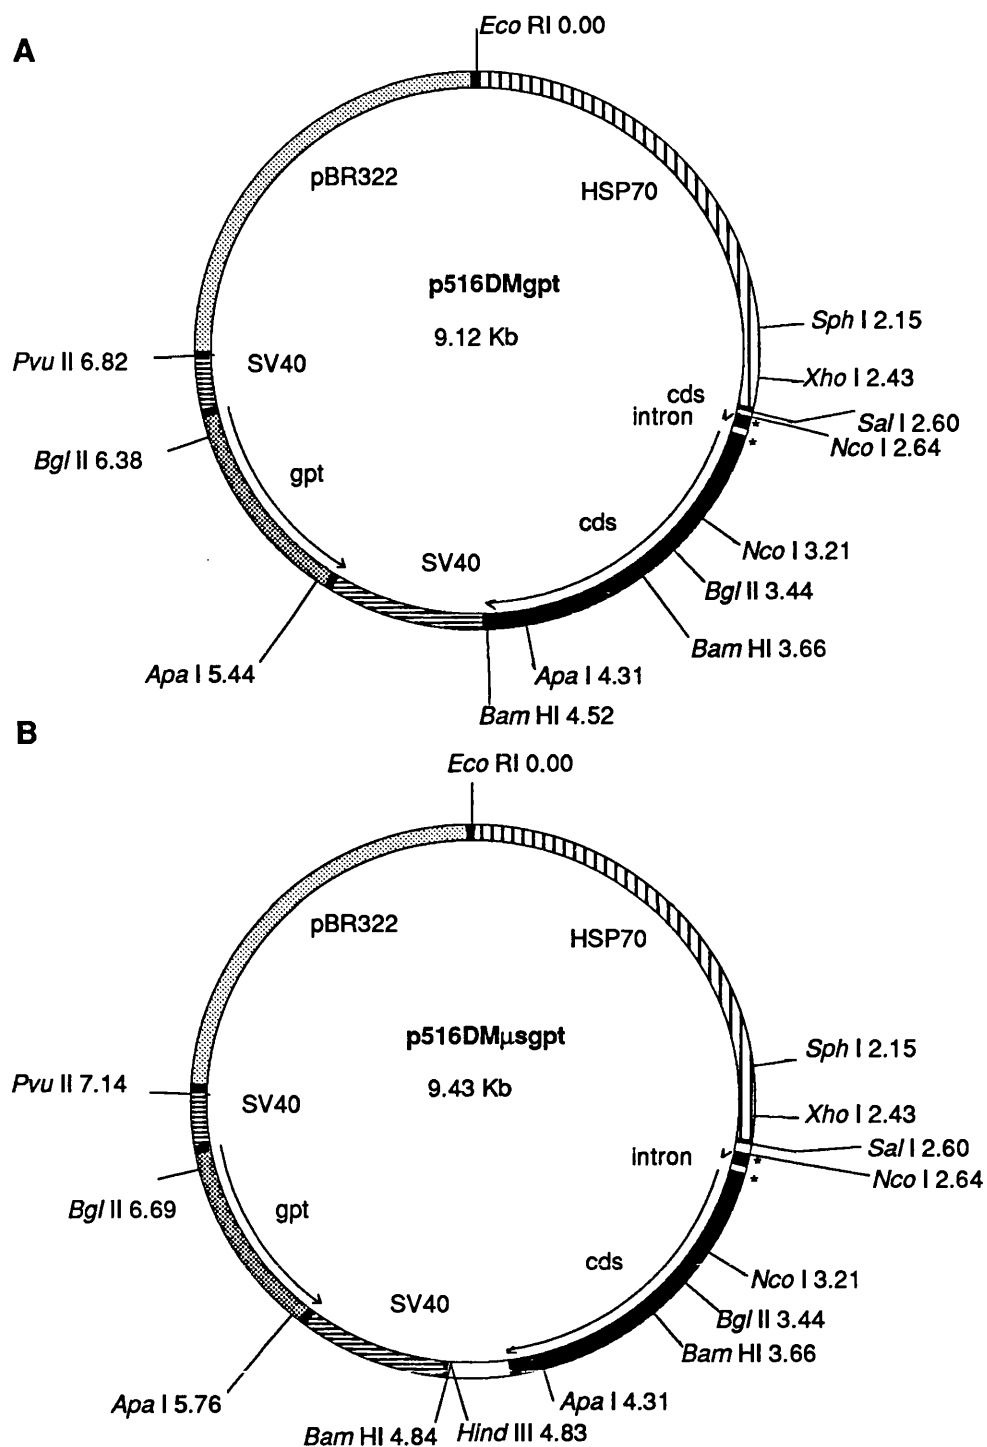 A
Eco RI 0.00
pBR322
HSP70
p516DMgpt
9.12 Kb
Sph I 2.15
Pvu II 6.82
SV40
Xho I 2.43
cds
intron
Sal I 2.60
*
Nco I 2.64
*
Bgl II 6.38
gpt
cds
Nco I 3.21
SV40
Bgl II 3.44
Bam HI 3.66
Apa I 5.44
Apa I 4.31
Bam HI 4.52
B
Eco RI 0.00
pBR322
HSP70
p516DMµsgpt
9.43 Kb
Sph I 2.15
Pvu II 7.14
SV40
Xho I 2.43
intron
Sal I 2.60
*
Nco I 2.64
*
Bgl II 6.69
gpt
cds
Nco I 3.21
SV40
Bgl II 3.44
Bam HI 3.66
Apa I 5.76
Apa I 4.31
Bam HI 4.84
Hind III 4.83